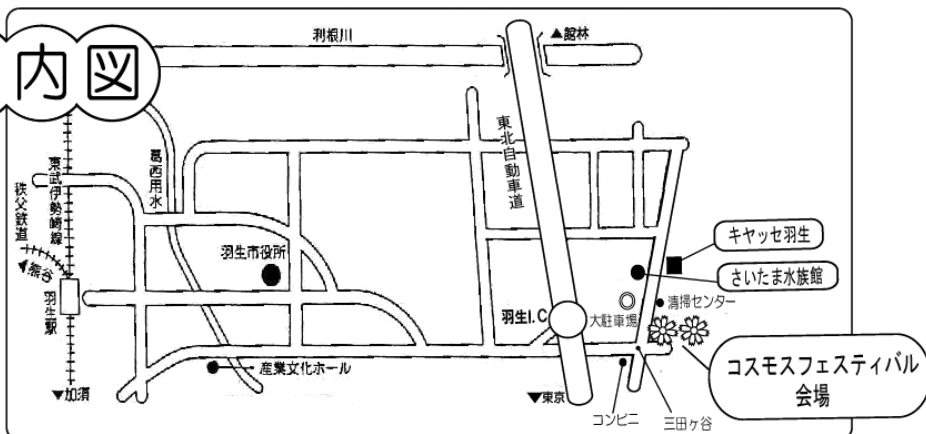 内図
利根川
▲館林
東北自動車道
葛西用水
東武伊勢崎線
秩父鉄道
▼熊谷
羽生駅
▼加須
羽生市役所
産業文化ホール
羽生I.C
▼東京
キヤッセ羽生
さいたま水族館
清掃センター
大駐車場
コスモスフェスティバル
会場
コンビニ
三田ヶ谷